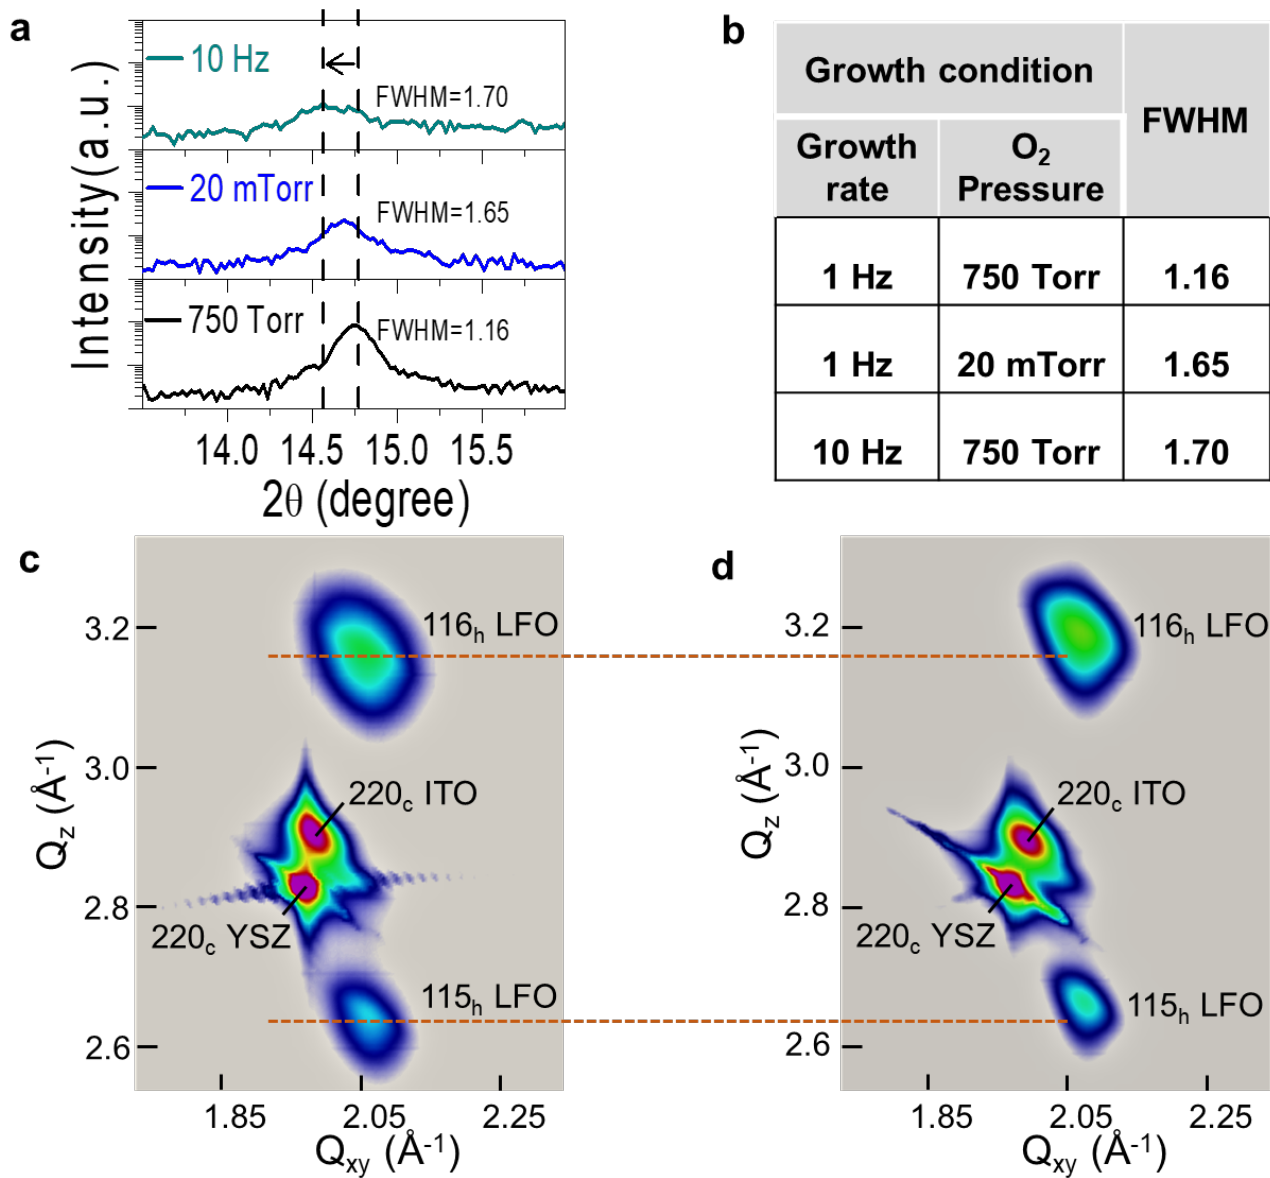 a
Intensity(a.u.)
10 Hz
FWHM=1.70
20 mTorr
FWHM=1.65
750 Torr
FWHM=1.16
14.0 14.5 15.0 15.5
2θ (degree)
b
Growth condition
FWHM
Growth rate
O₂ Pressure
1 Hz 750 Torr 1.16
1 Hz 20 mTorr 1.65
10 Hz 750 Torr 1.70
c
116ₕ LFO
3.2
3.0
220꜀ ITO
Qz (Å⁻¹)
2.8
220꜀ YSZ
115ₕ LFO
2.6
1.85 2.05 2.25
Qxy (Å⁻¹)
d
116ₕ LFO
3.2
3.0
220꜀ ITO
Qz (Å⁻¹)
2.8
220꜀ YSZ
115ₕ LFO
2.6
1.85 2.05 2.25
Qxy (Å⁻¹)